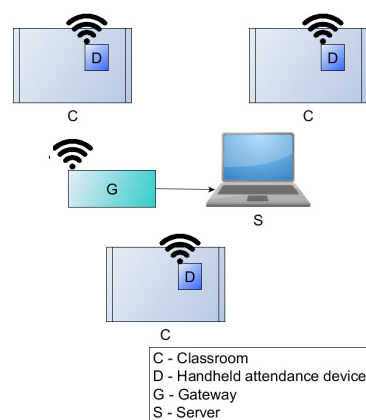 D
D
C
C
G
S
D
C
C - Classroom
D - Handheld attendance device
G - Gateway
S - Server